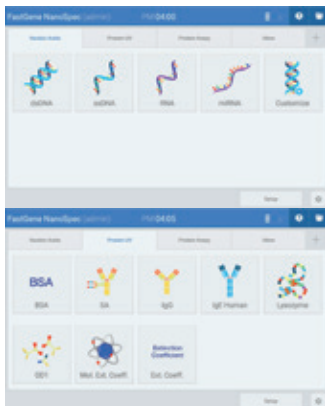 FastGene NanoSpec (admin) PM 04:00
Nucleic Acids Protein UV Protein Assay More +
dsDNA ssDNA RNA miRNA Customize
Setup
FastGene NanoSpec (admin) PM 04:05
Nucleic Acids Protein UV Protein Assay More +
BSA
BSA SA IgG IgE Human Lysozyme
Extinction
Coefficient
Mol. Ext. Coeff. Ext. Coeff.